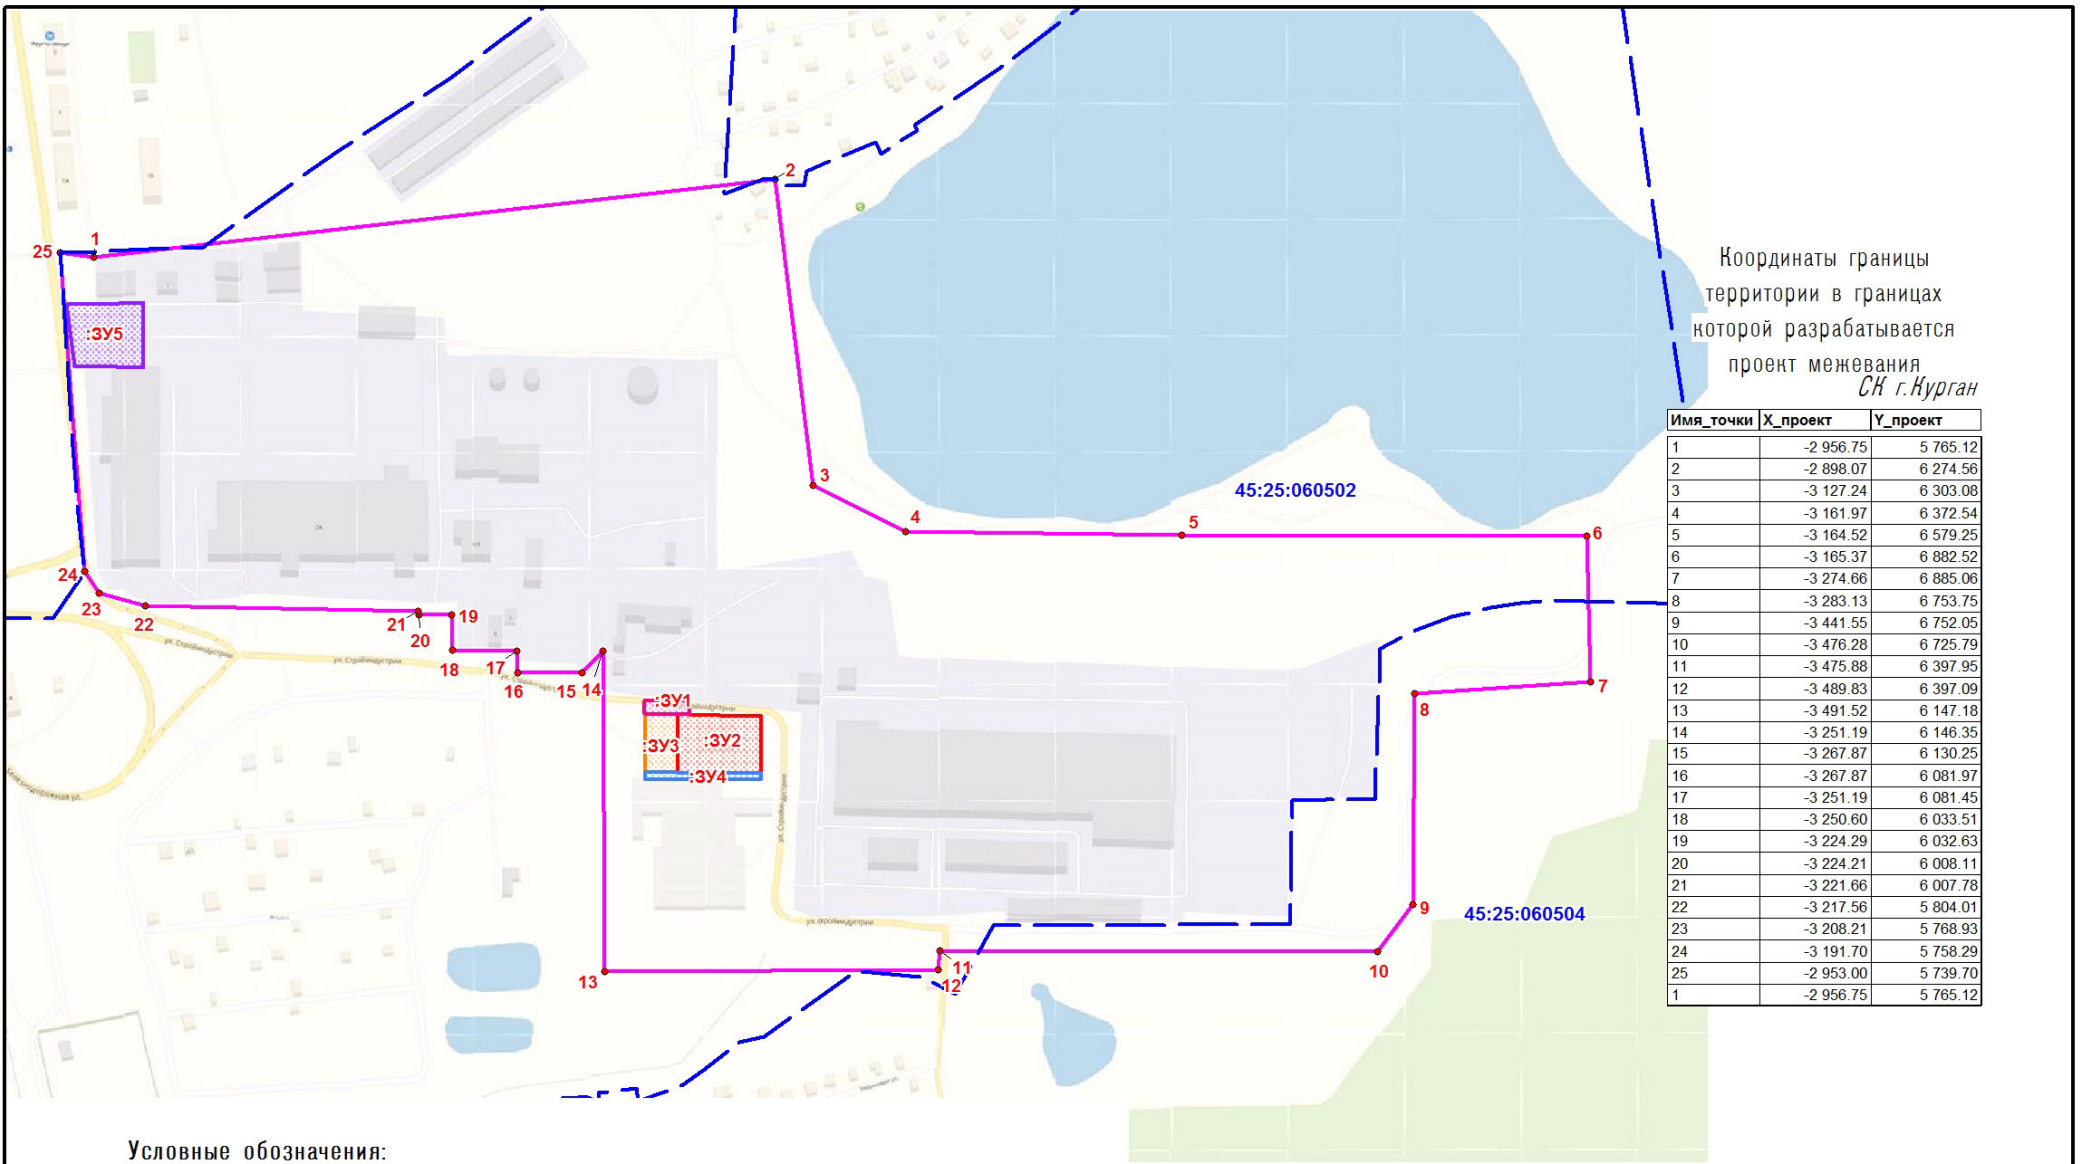 2
1
25
:ЗУ5
3
45:25:060502
4
5
6
24
23
22
21
20
19
18
17
16
15
14
7
8
:ЗУ1
:ЗУ3
:ЗУ2
:ЗУ4
ул. Стройиндустрии
ул. Стройиндустрии
ул. Стройиндустрии
ул. Стройиндустрии
Железнодорожная ул.
9
45:25:060504
10
11
12
13
Координаты границы
территории в границах
которой разрабатывается
проект межевания
СК г.Курган
Имя_точки X_проект Y_проект
1 -2 956.75 5 765.12
2 -2 898.07 6 274.56
3 -3 127.24 6 303.08
4 -3 161.97 6 372.54
5 -3 164.52 6 579.25
6 -3 165.37 6 882.52
7 -3 274.66 6 885.06
8 -3 283.13 6 753.75
9 -3 441.55 6 752.05
10 -3 476.28 6 725.79
11 -3 475.88 6 397.95
12 -3 489.83 6 397.09
13 -3 491.52 6 147.18
14 -3 251.19 6 146.35
15 -3 267.87 6 130.25
16 -3 267.87 6 081.97
17 -3 251.19 6 081.45
18 -3 250.60 6 033.51
19 -3 224.29 6 032.63
20 -3 224.21 6 008.11
21 -3 221.66 6 007.78
22 -3 217.56 5 804.01
23 -3 208.21 5 768.93
24 -3 191.70 5 758.29
25 -2 953.00 5 739.70
1 -2 956.75 5 765.12
Условные обозначения: